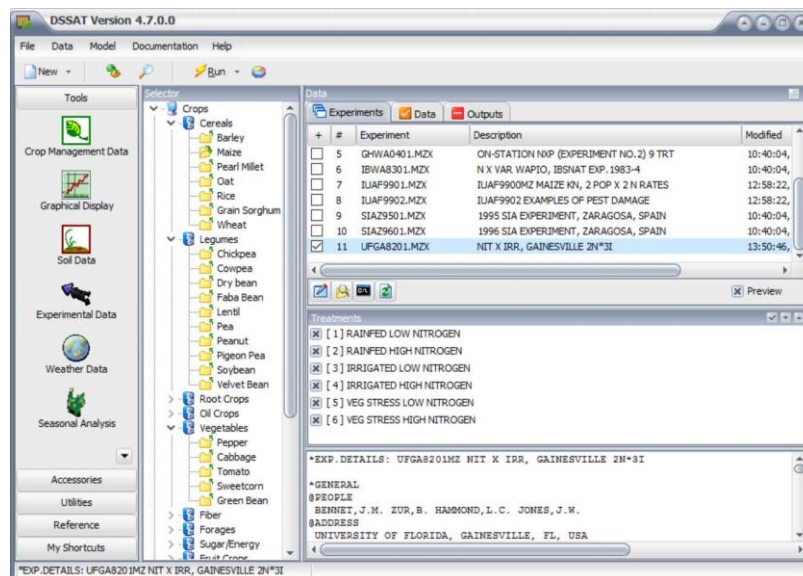 DSSAT Version 4.7.0.0
File Data Model Documentation Help
New Run
Tools
Crop Management Data
Graphical Display
Soil Data
Experimental Data
Weather Data
Seasonal Analysis
Accessories
Utilities
Reference
My Shortcuts
Selector
Crops
Cereals
Barley
Maize
Pearl Millet
Oat
Rice
Grain Sorghum
Wheat
Legumes
Chickpea
Cowpea
Dry bean
Faba Bean
Lentil
Pea
Peanut
Pigeon Pea
Soybean
Velvet Bean
Root Crops
Oil Crops
Vegetables
Pepper
Cabbage
Tomato
Sweetcorn
Green Bean
Fiber
Forages
Sugar/Energy
Fruit Crops
Data
Experiments Data Outputs
+ # Experiment Description Modified
5 GHWA0401.MZX ON-STATION NXP (EXPERIMENT NO.2) 9 TRT 10:40:04,
6 IBWA8301.MZX N X VAR WAPIO, IBSNAT EXP. 1983-4 10:40:04,
7 IUAF9901.MZX IUAF9900MZ MAIZE KN, 2 POP X 2 N RATES 12:58:22,
8 IUAF9902.MZX IUAF9902 EXAMPLES OF PEST DAMAGE 12:58:22,
9 SIAZ9501.MZX 1995 SIA EXPERIMENT, ZARAGOSA, SPAIN 10:40:04,
10 SIAZ9601.MZX 1996 SIA EXPERIMENT, ZARAGOSA, SPAIN 10:40:04,
11 UFGA8201.MZX NIT X IRR, GAINESVILLE 2N*3I 13:50:46,
Preview
Treatments
[ 1 ] RAINFED LOW NITROGEN
[ 2 ] RAINFED HIGH NITROGEN
[ 3 ] IRRIGATED LOW NITROGEN
[ 4 ] IRRIGATED HIGH NITROGEN
[ 5 ] VEG STRESS LOW NITROGEN
[ 6 ] VEG STRESS HIGH NITROGEN
*EXP.DETAILS: UFGA8201MZ NIT X IRR, GAINESVILLE 2N*3I
*GENERAL
@PEOPLE
BENNET,J.M. ZUR,B. HAMMOND,L.C. JONES,J.W.
@ADDRESS
UNIVERSITY OF FLORIDA, GAINESVILLE, FL, USA
*EXP.DETAILS: UFGA8201MZ NIT X IRR, GAINESVILLE 2N*3I